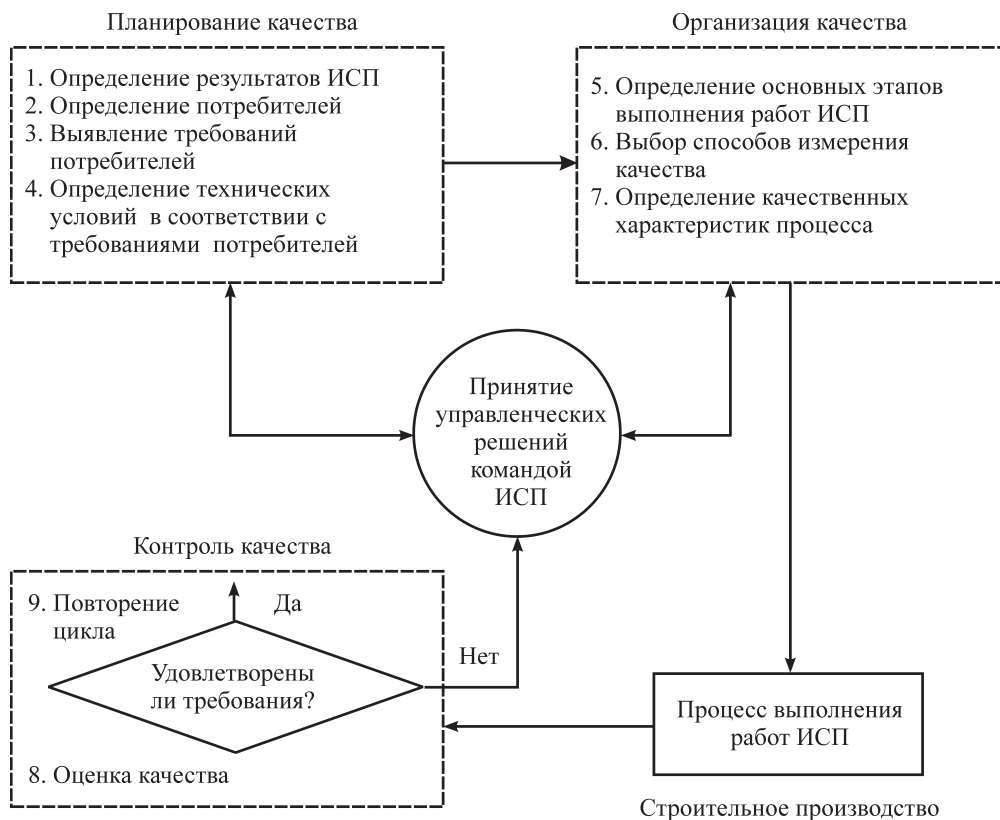 Планирование качества
1. Определение результатов ИСП
2. Определение потребителей
3. Выявление требований
потребителей
4. Определение технических
условий в соответствии с
требованиями потребителей
Организация качества
5. Определение основных этапов
выполнения работ ИСП
6. Выбор способов измерения
качества
7. Определение качественных
характеристик процесса
Принятие
управленческих
решений
командой
ИСП
Контроль качества
9. Повторение
цикла
Да
Удовлетворены
ли требования?
Нет
8. Оценка качества
Процесс выполнения
работ ИСП
Строительное производство